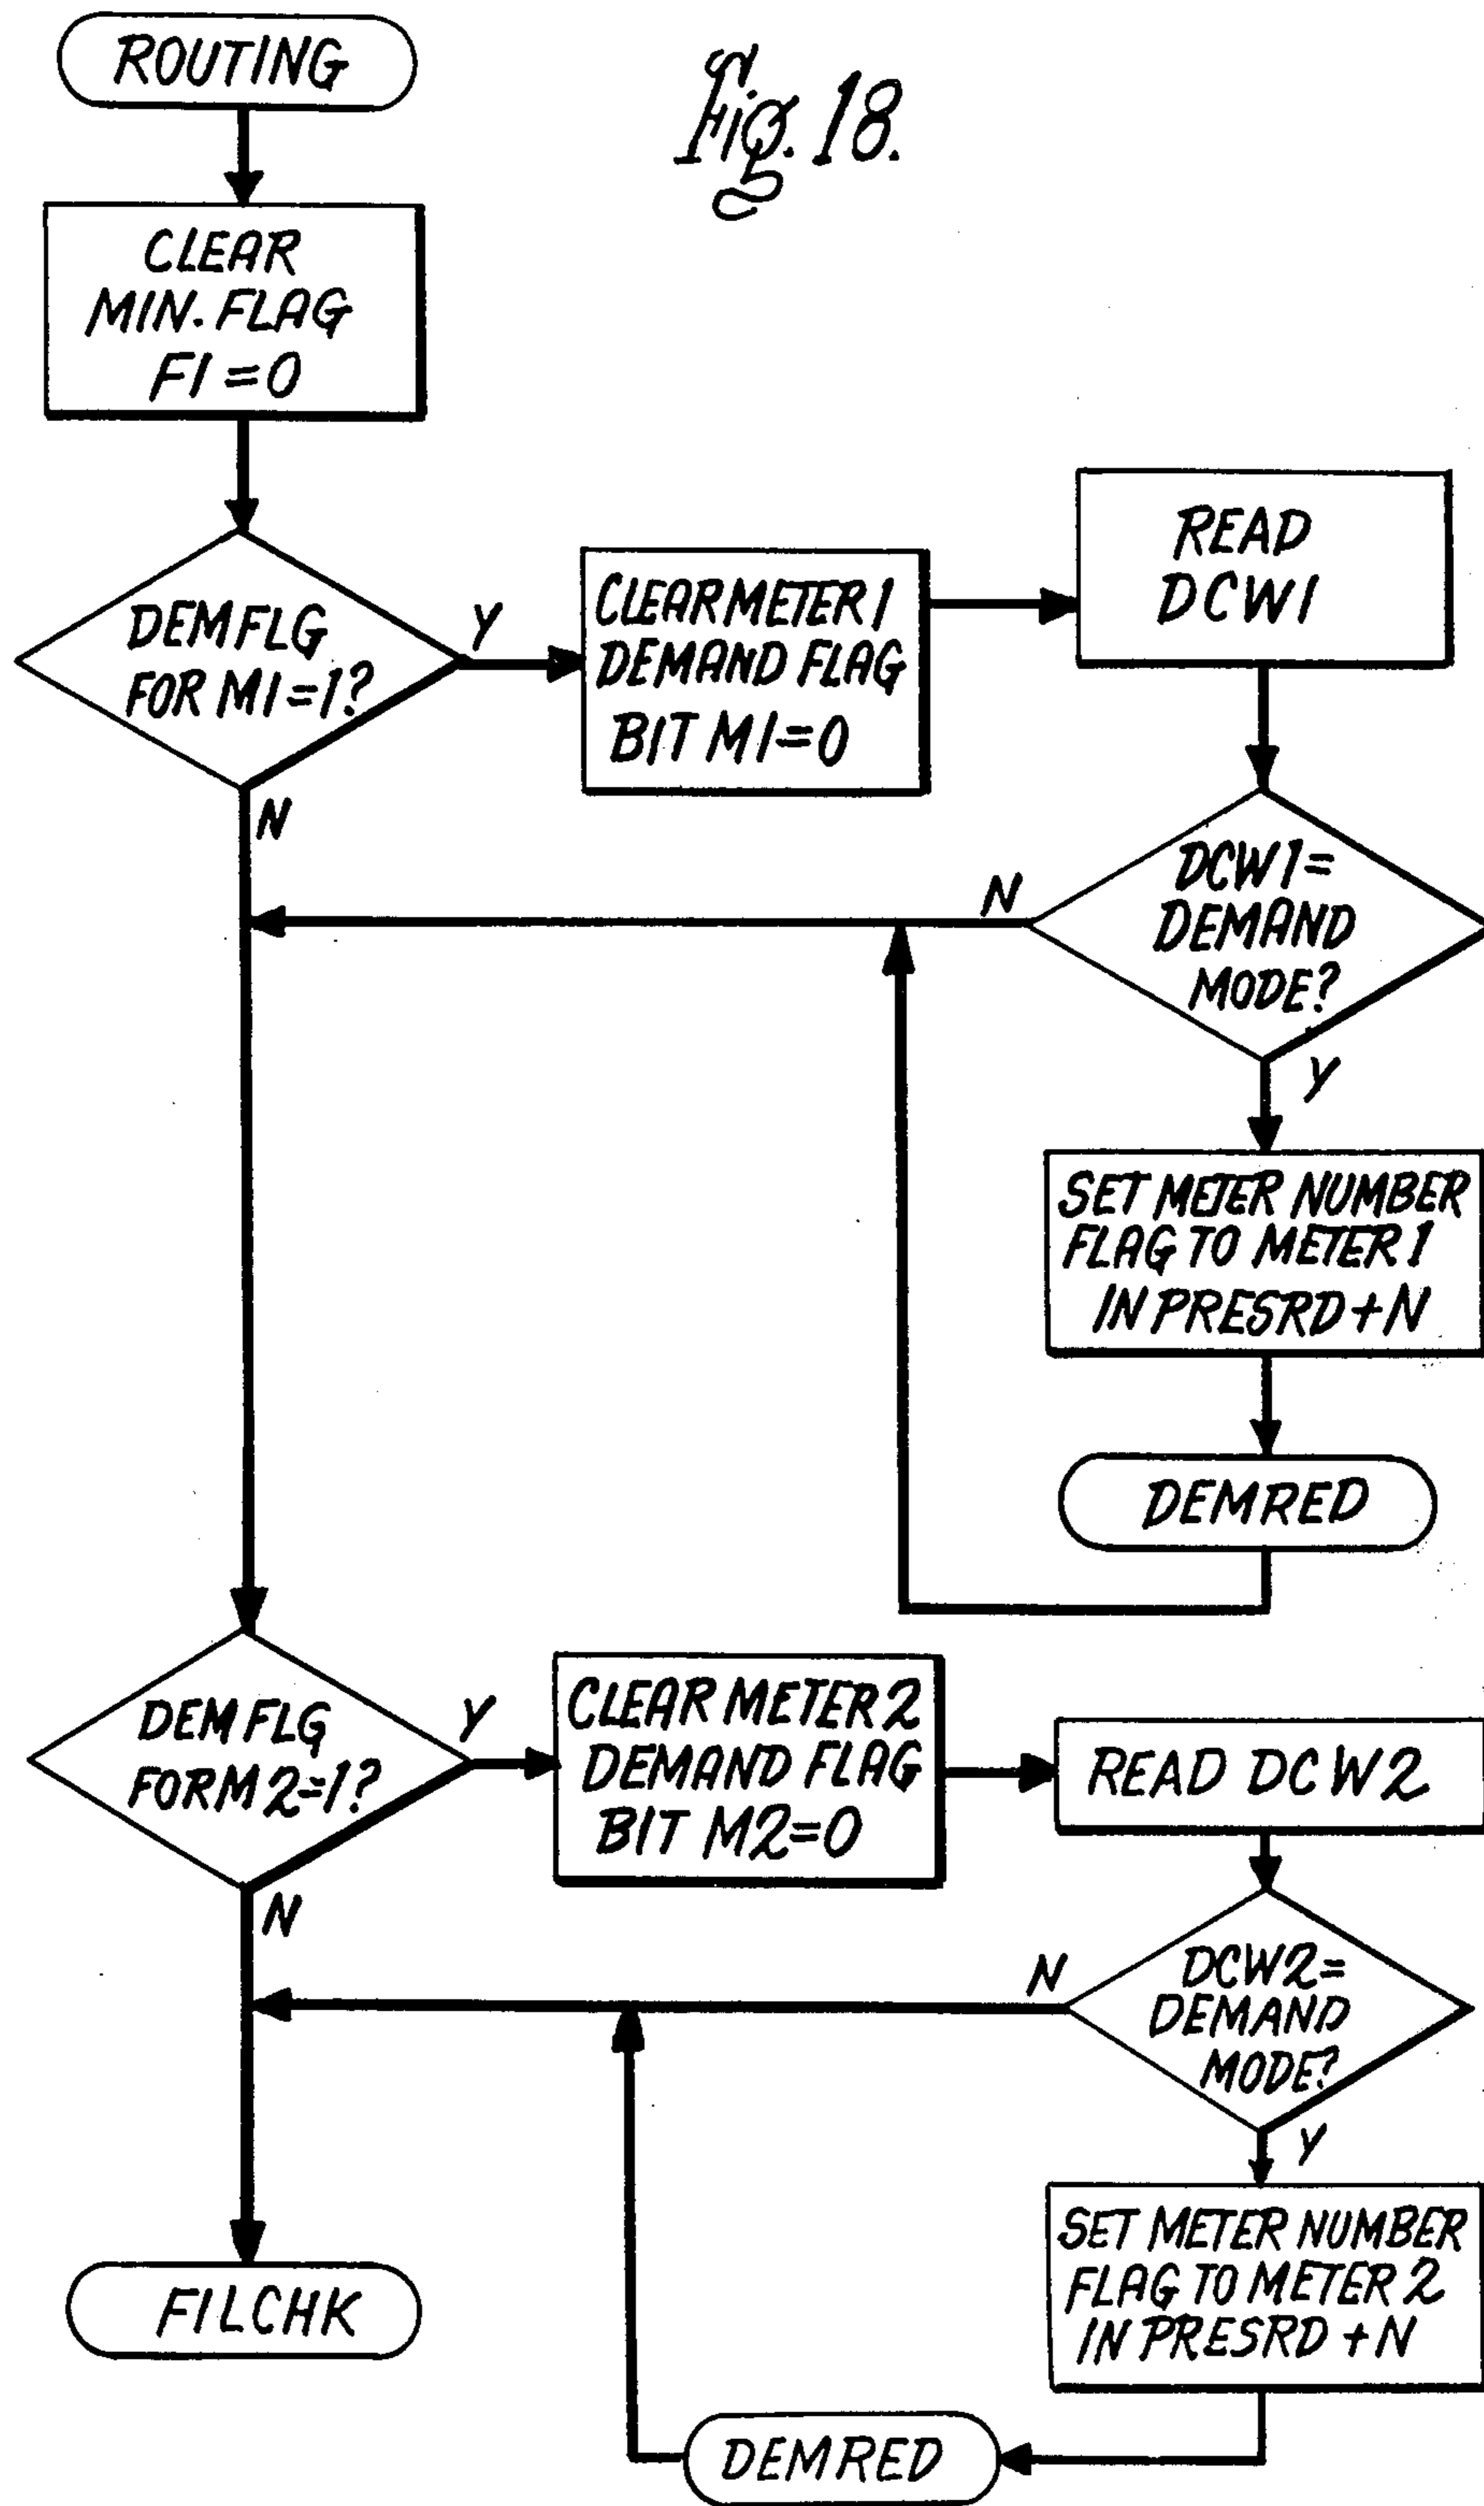 Fig. 18.
ROUTING
CLEAR
MIN. FLAG
F1=0
DEMFLG
FOR M1=1?
Y
N
CLEAR METER 1
DEMAND FLAG
BIT M1=0
READ
DCW1
DCW1=
DEMAND
MODE?
N
Y
SET METER NUMBER
FLAG TO METER 1
IN PRESRD+N
DEMRED
DEMFLG
FOR M2=1?
Y
N
CLEAR METER 2
DEMAND FLAG
BIT M2=0
READ DCW2
DCW2=
DEMAND
MODE?
N
Y
SET METER NUMBER
FLAG TO METER 2
IN PRESRD+N
DEMRED
FILCHK